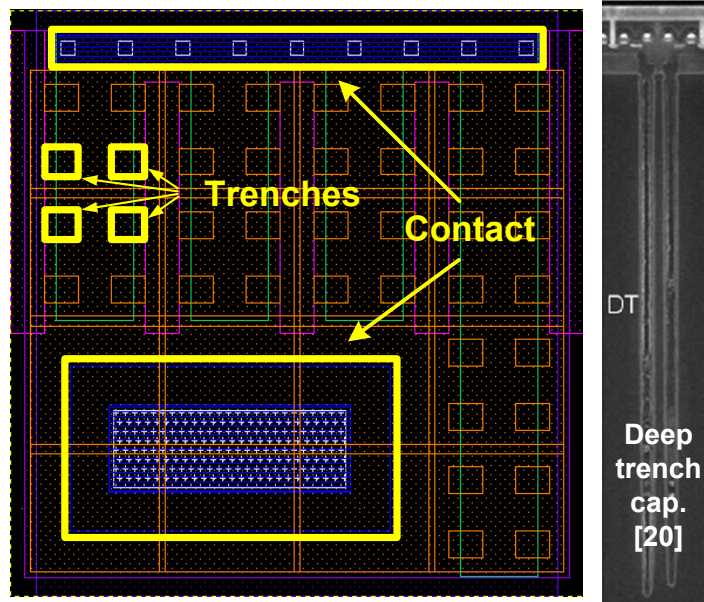 Trenches
Contact
DT
Deep
trench
cap.
[20]